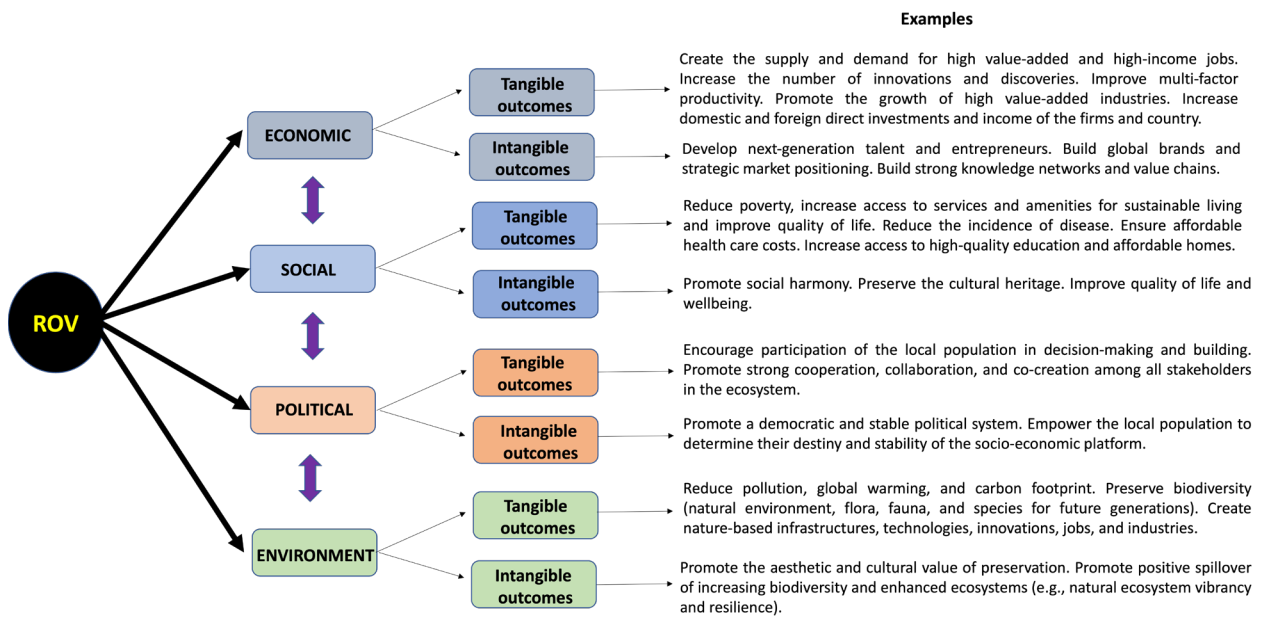 Examples
Create the supply and demand for high value-added and high-income jobs.
Increase the number of innovations and discoveries. Improve multi-factor
productivity. Promote the growth of high value-added industries. Increase
domestic and foreign direct investments and income of the firms and country.
Tangible
outcomes
ECONOMIC
Intangible
outcomes
Develop next-generation talent and entrepreneurs. Build global brands and
strategic market positioning. Build strong knowledge networks and value chains.
Tangible
outcomes
Reduce poverty, increase access to services and amenities for sustainable living
and improve quality of life. Reduce the incidence of disease. Ensure affordable
health care costs. Increase access to high-quality education and affordable homes.
SOCIAL
Intangible
outcomes
Promote social harmony. Preserve the cultural heritage. Improve quality of life and
wellbeing.
ROV
Tangible
outcomes
Encourage participation of the local population in decision-making and building.
Promote strong cooperation, collaboration, and co-creation among all stakeholders
in the ecosystem.
POLITICAL
Intangible
outcomes
Promote a democratic and stable political system. Empower the local population to
determine their destiny and stability of the socio-economic platform.
Tangible
outcomes
Reduce pollution, global warming, and carbon footprint. Preserve biodiversity
(natural environment, flora, fauna, and species for future generations). Create
nature-based infrastructures, technologies, innovations, jobs, and industries.
ENVIRONMENT
Intangible
outcomes
Promote the aesthetic and cultural value of preservation. Promote positive spillover
of increasing biodiversity and enhanced ecosystems (e.g., natural ecosystem vibrancy
and resilience).